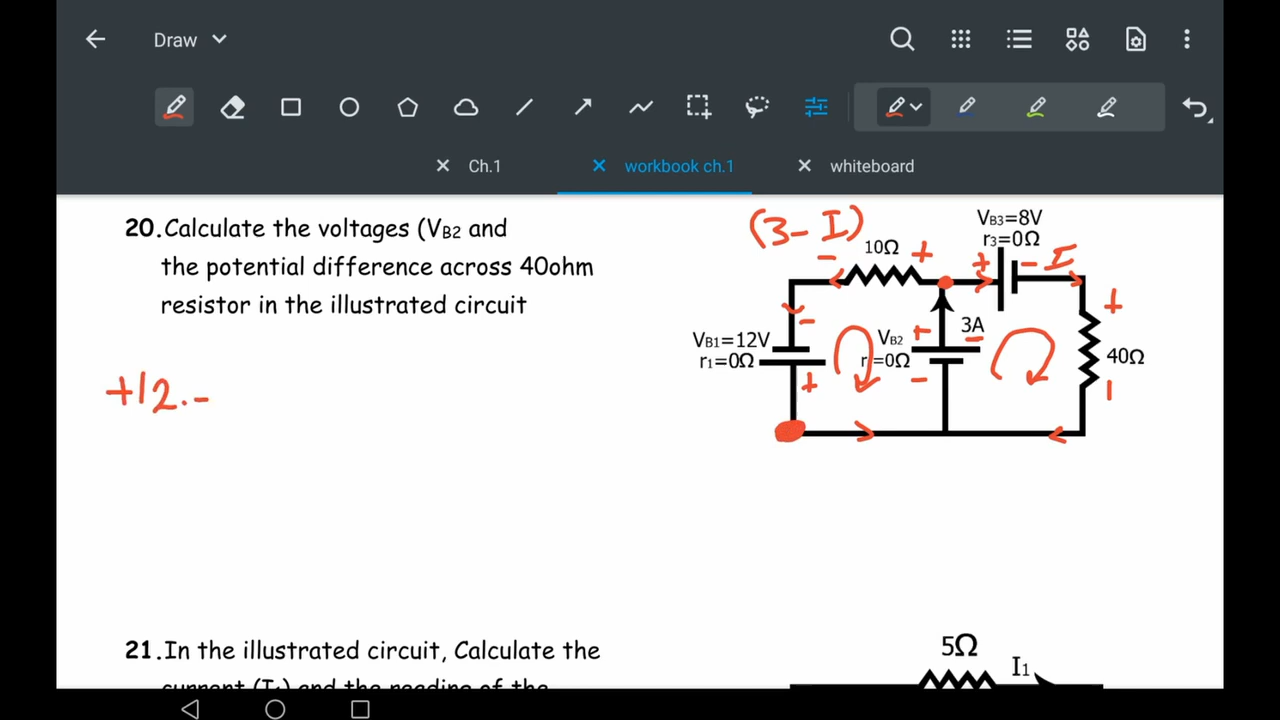 Draw
Ch.1
workbook ch.1
whiteboard
20.Calculate the voltages (VB2 and
the potential difference across 40ohm
resistor in the illustrated circuit
(3-I)
VB3=8V
r3=0Ω
10Ω
+
-
+
-
I
VB1=12V
r1=0Ω
-
+
VB2
=0Ω
+
-
3A
-
+
40Ω
-
+12.-
21.In the illustrated circuit, Calculate the
5Ω
I1